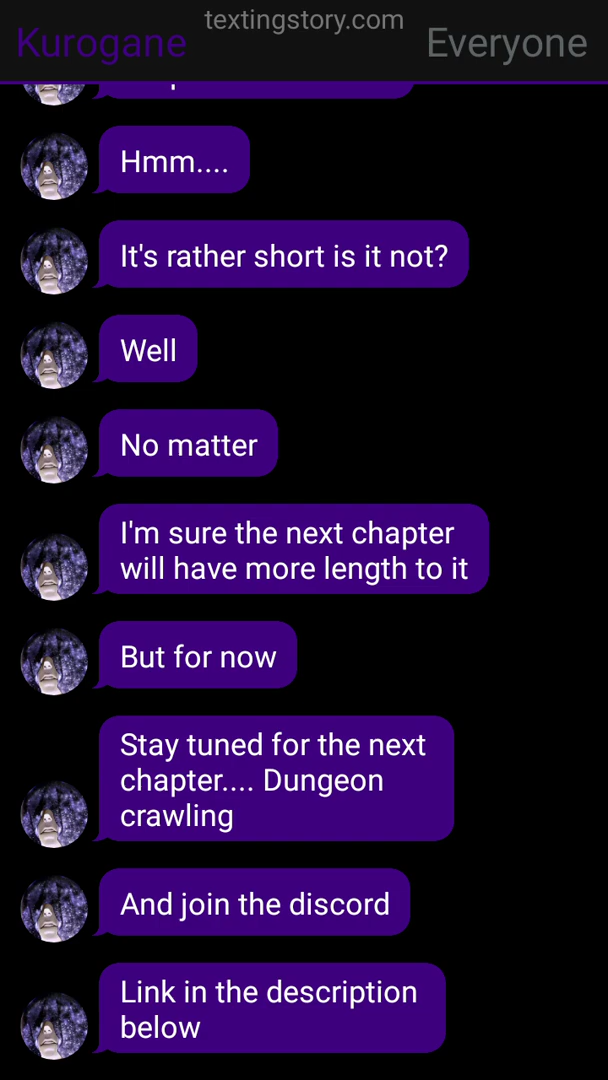 textingstory.com
Kurogane
Everyone
Hmm....
It's rather short is it not?
Well
No matter
I'm sure the next chapter
will have more length to it
But for now
Stay tuned for the next
chapter.... Dungeon
crawling
And join the discord
Link in the description
below